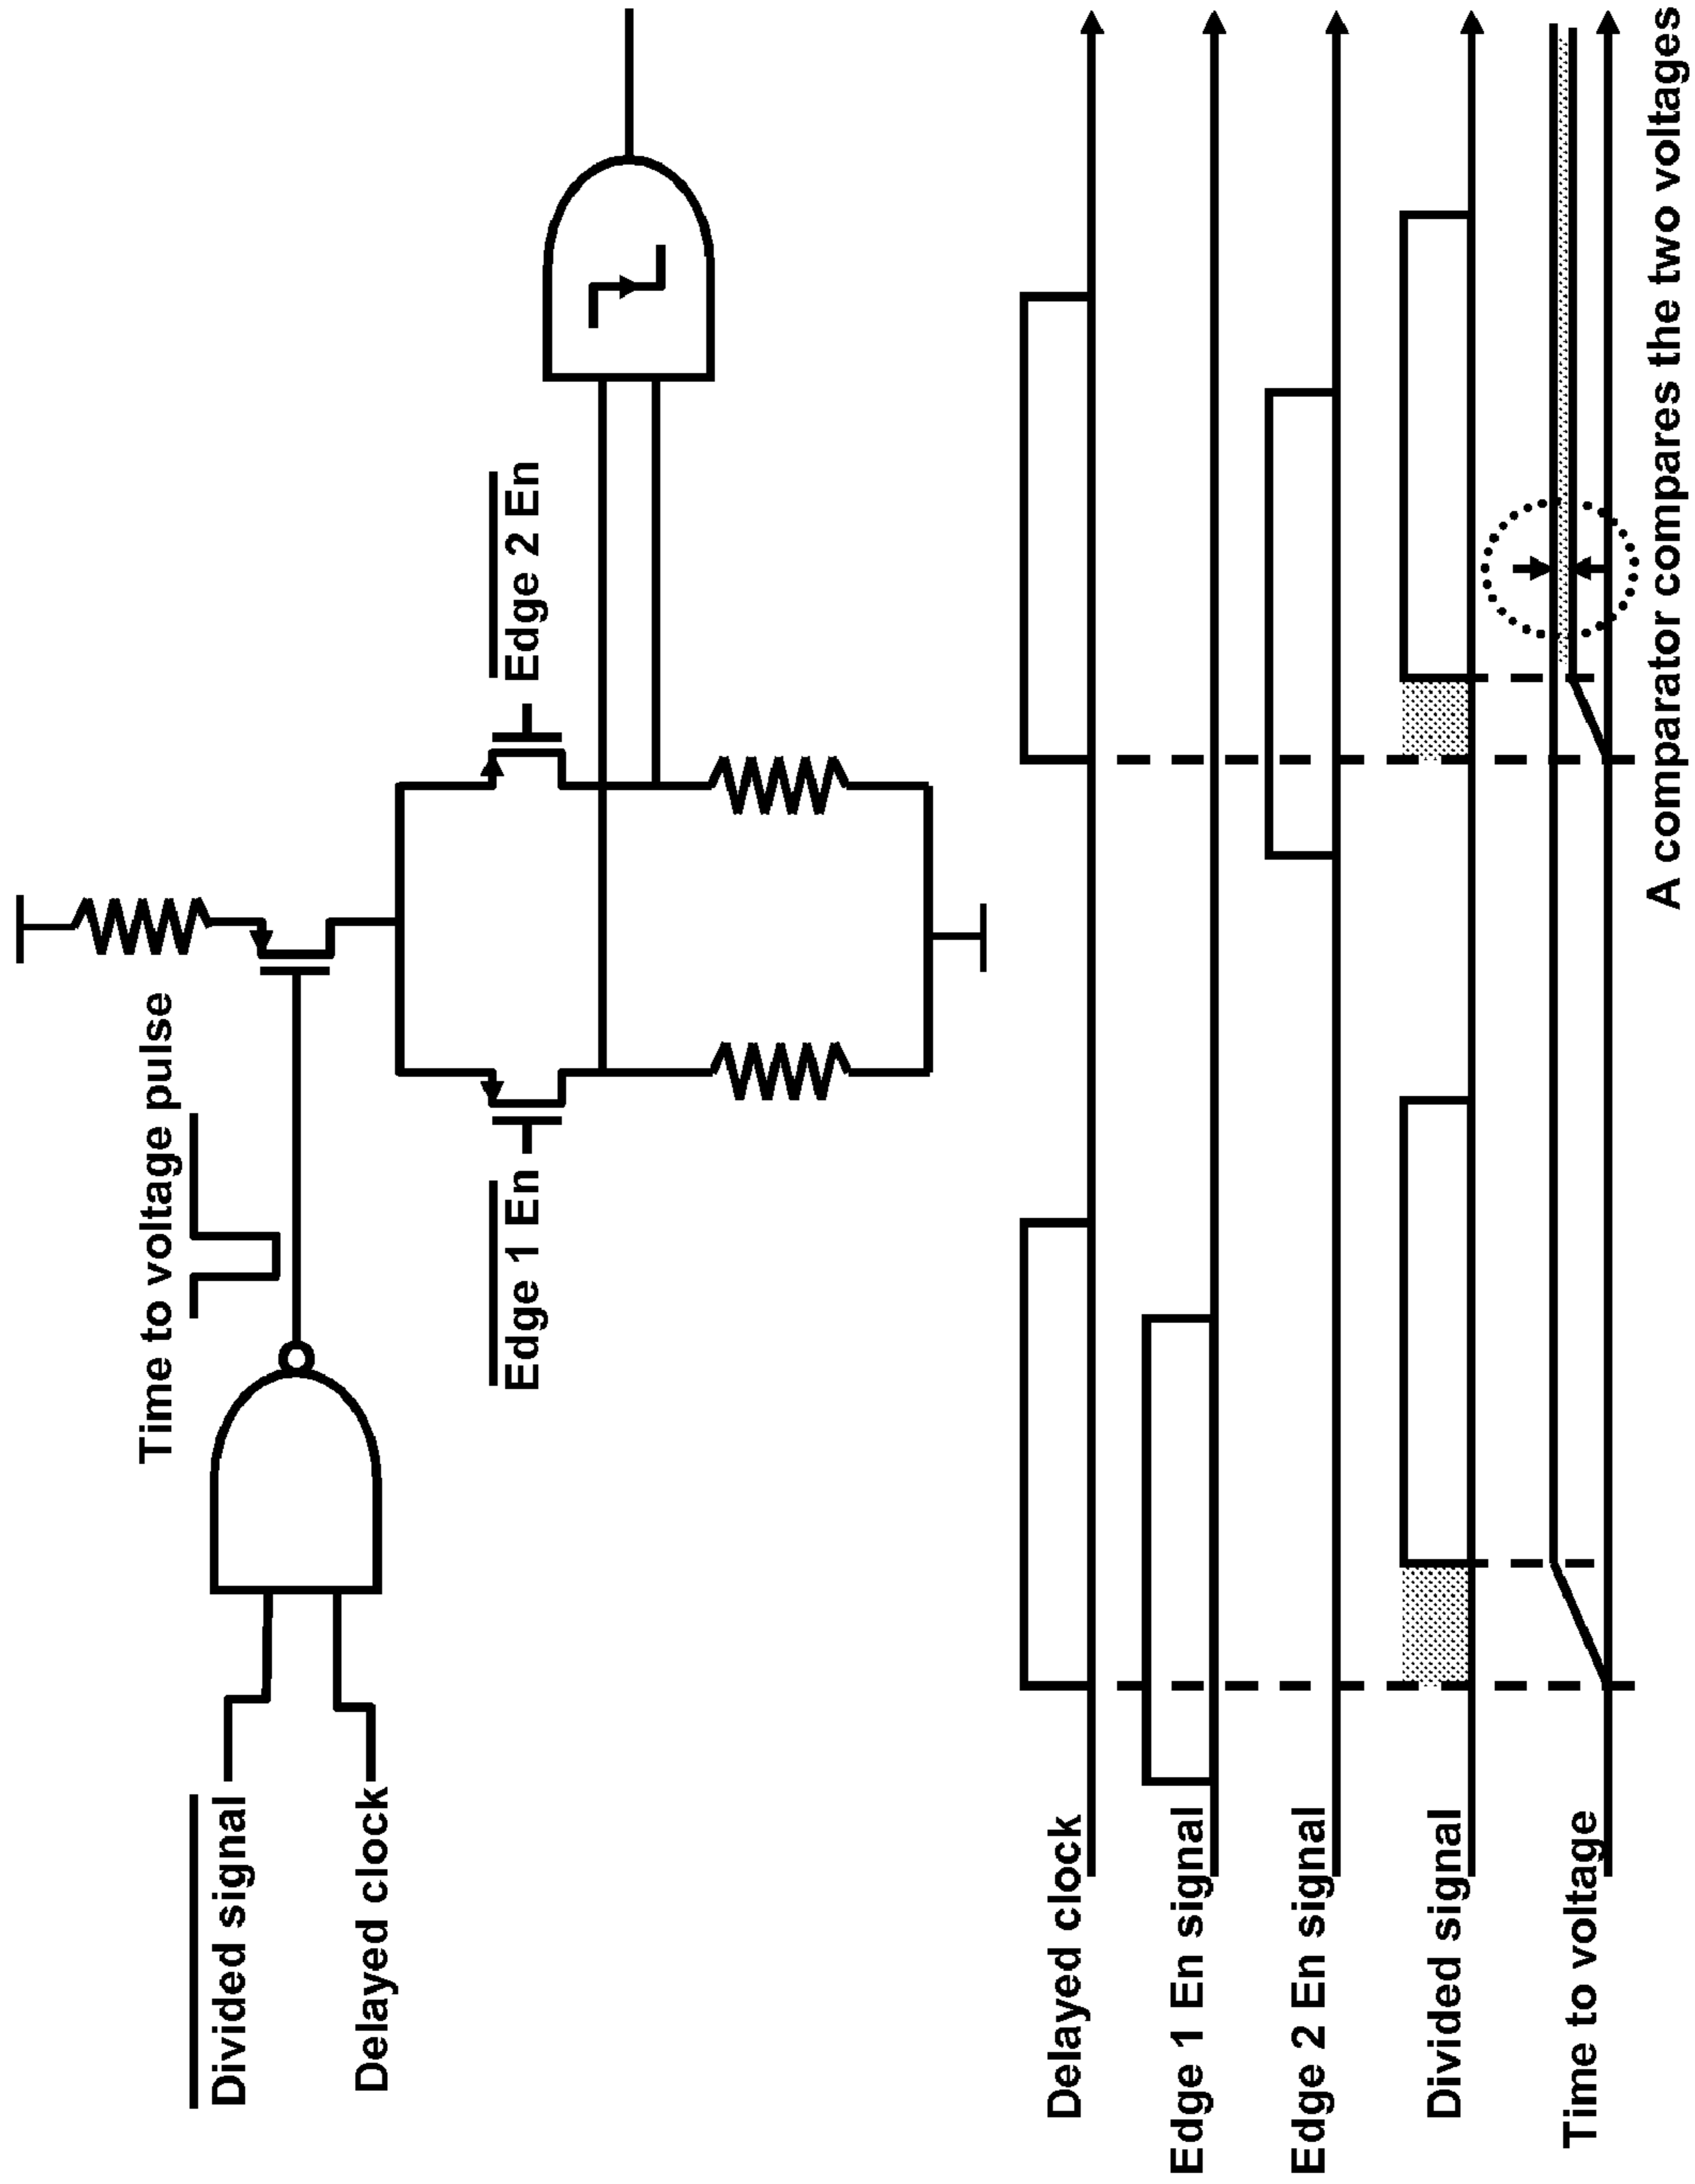 Time to voltage pulse
Divided signal
Delayed clock
Edge 1 En
Edge 2 En
Delayed clock
Edge 1 En signal
Edge 2 En signal
Divided signal
Time to voltage
A comparator compares the two voltages